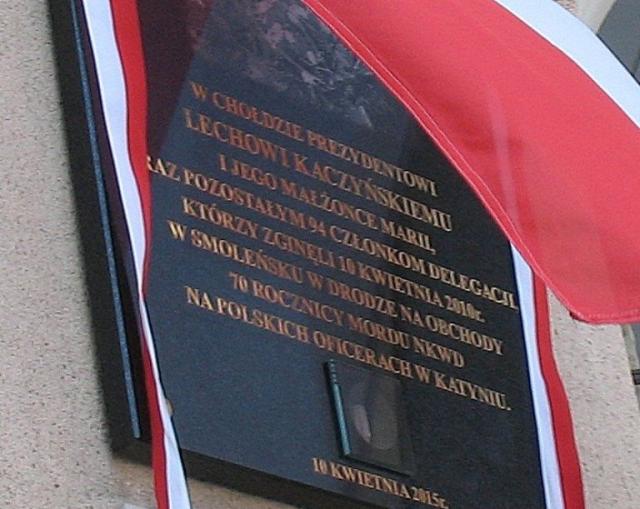 W CHOŁDZIE PREZYDENTOWI
LECHOWI KACZYŃSKIEMU
I JEGO MAŁŻONCE MARII,
RAZ POZOSTAŁYM 94 CZŁONKOM DELEGACJI,
KTÓRZY ZGINĘLI 10 KWIETNIA 2010r.
W SMOLEŃSKU W DRODZE NA OBCHODY
70 ROCZNICY MORDU NKWD
NA POLSKICH OFICERACH W KATYNIU.
10 KWIETNIA 2015r.